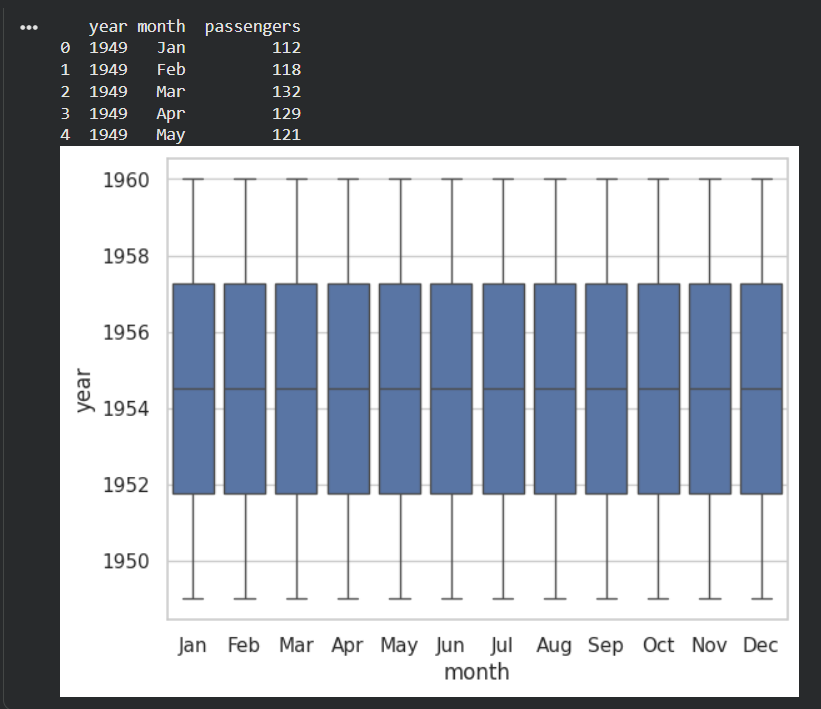 year month passengers
0 1949 Jan 112
1 1949 Feb 118
2 1949 Mar 132
3 1949 Apr 129
4 1949 May 121
1960
1958
1956
1954
1952
1950
year
Jan Feb Mar Apr May Jun Jul Aug Sep Oct Nov Dec
month